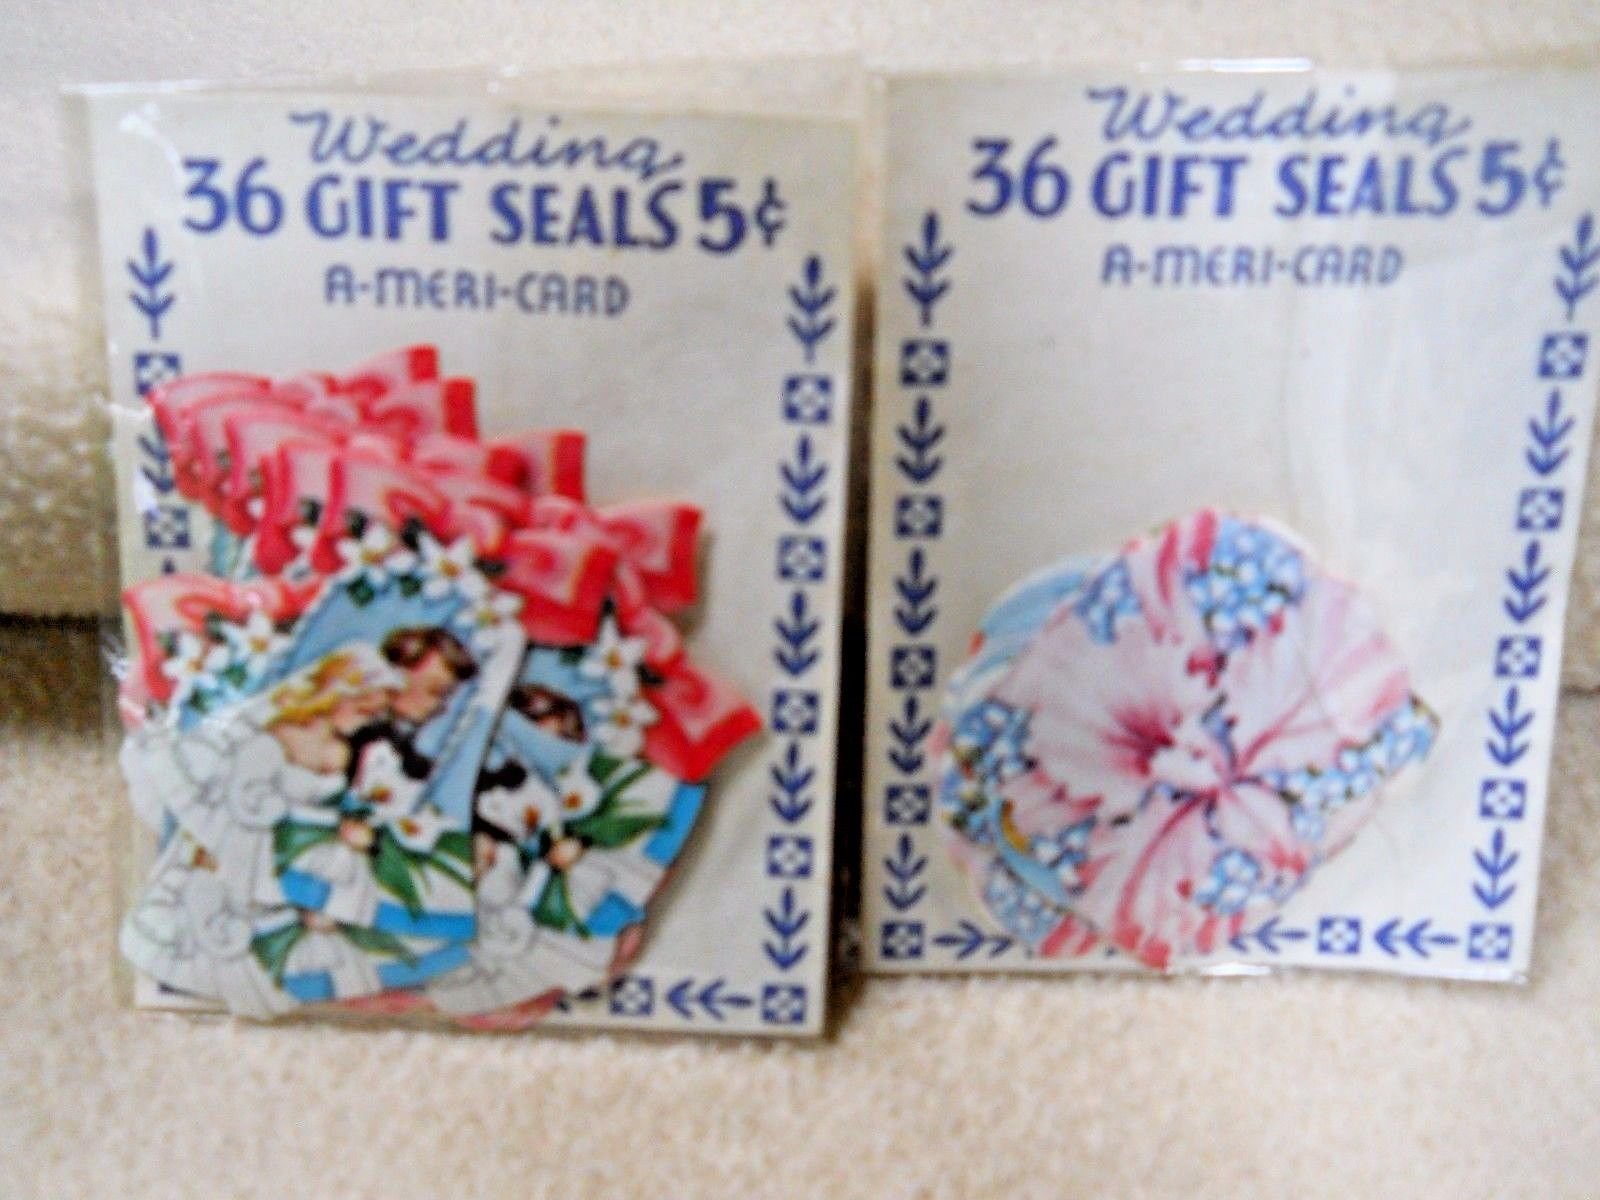 Wedding
36 GIFT SEALS 5¢
A-MERI-CARD
Wedding
36 GIFT SEALS 5¢
A-MERI-CARD